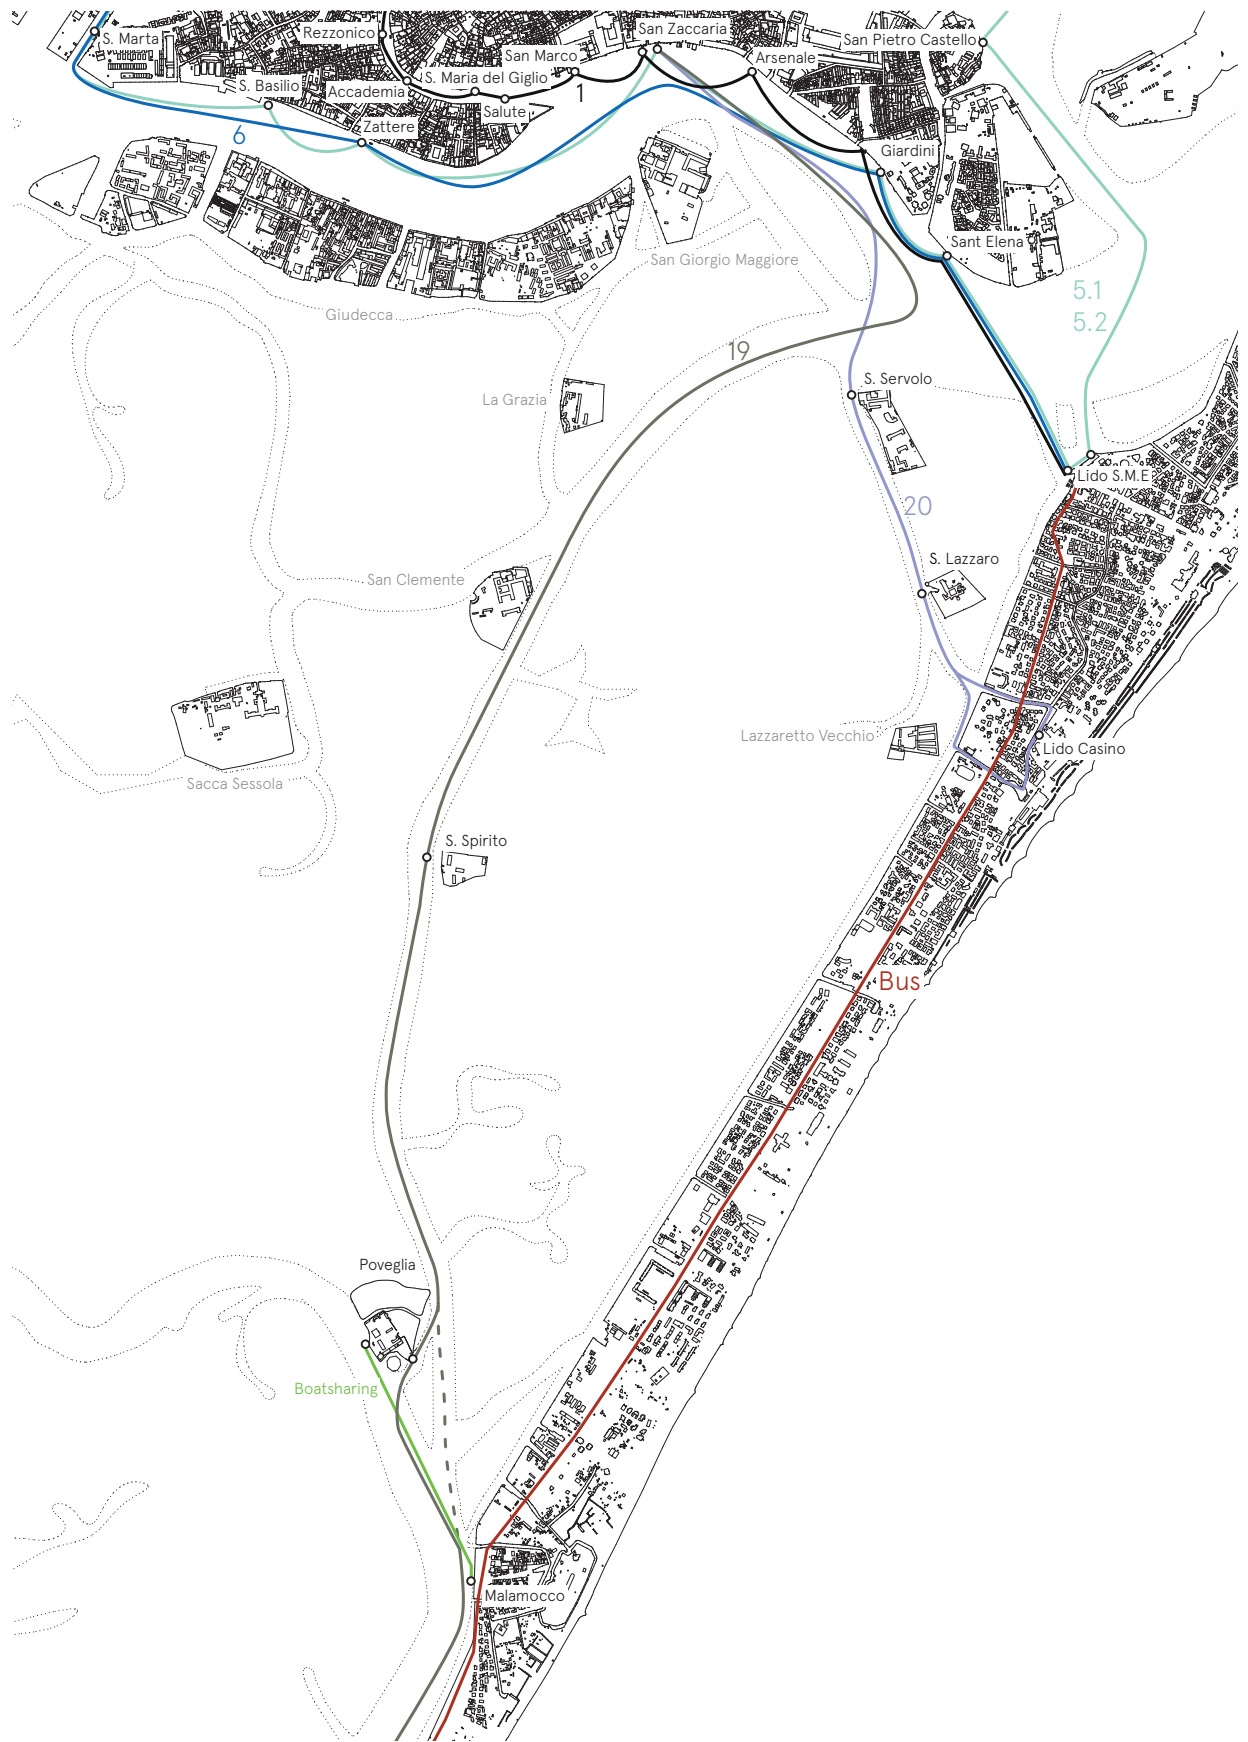 Rezzonico
San Zaccaria
S. Marta
San Pietro Castello
San Marco
Arsenale
S. Maria del Giglio
S. Basilio
Accademia
1
Salute
Zattere
6
Giardini
Sant Elena
San Giorgio Maggiore
5.1
Giudecca
5.2
19
S. Servolo
La Grazia
Lido S.M.E
20
S. Lazzaro
San Clemente
Lazzaretto Vecchio
Lido Casino
Sacca Sessola
S. Spirito
Bus
Poveglia
Boatsharing
Malamocco